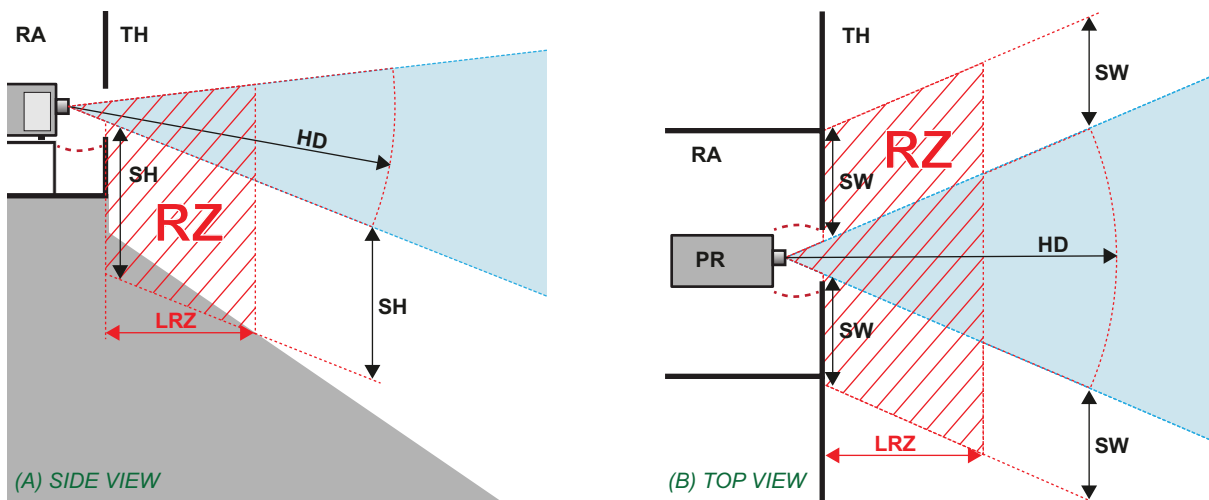 RA
TH
HD
SH
RZ
SH
LRZ
(A) SIDE VIEW
TH
SW
RZ
RA
SW
PR
HD
SW
LRZ
SW
(B) TOP VIEW